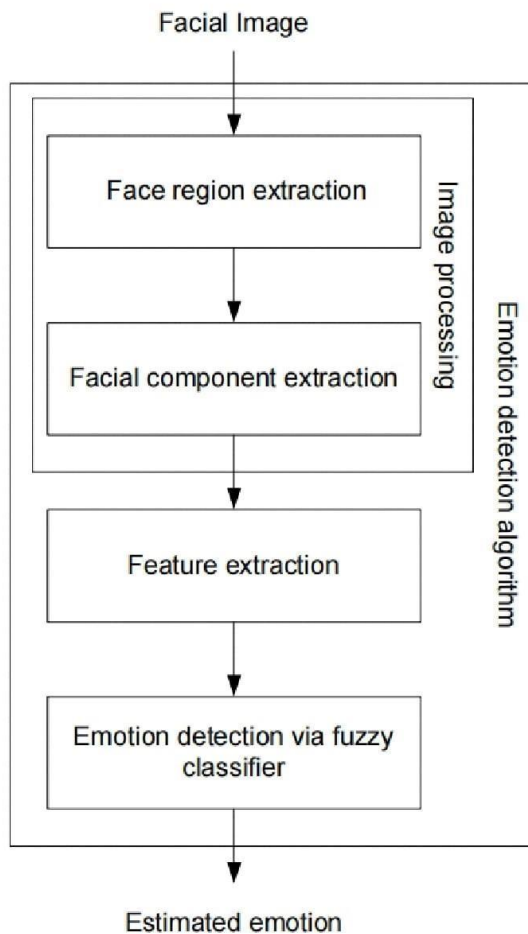 Facial Image
Face region extraction
Image processing
Facial component extraction
Emotion detection algorithm
Feature extraction
Emotion detection via fuzzy
classifier
Estimated emotion